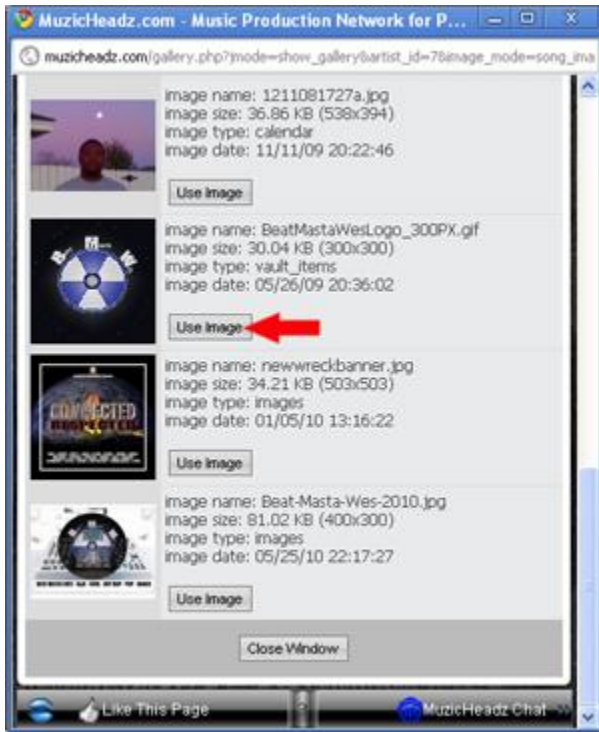 MuzicHeadz.com - Music Production Network for P...
muzicheadz.com/gallery.php?mode=show_gallery&artist_id=7&image_mode=song_ima
image name: 1211081727a.jpg
image size: 36.86 KB (538x394)
image type: calendar
image date: 11/11/09 20:22:46
Use Image
B. M. W.
image name: BeatMastaWesLogo_300PX.gif
image size: 30.04 KB (300x300)
image type: vault_items
image date: 05/26/09 20:36:02
Use Image
CONNECTED
RESPECTED
image name: newwreckbanner.jpg
image size: 34.21 KB (503x503)
image type: images
image date: 01/05/10 13:16:22
Use Image
image name: Beat-Masta-Wes-2010.jpg
image size: 81.02 KB (400x300)
image type: images
image date: 05/25/10 22:17:27
Use Image
Close Window
Like This Page
MuzicHeadz Chat